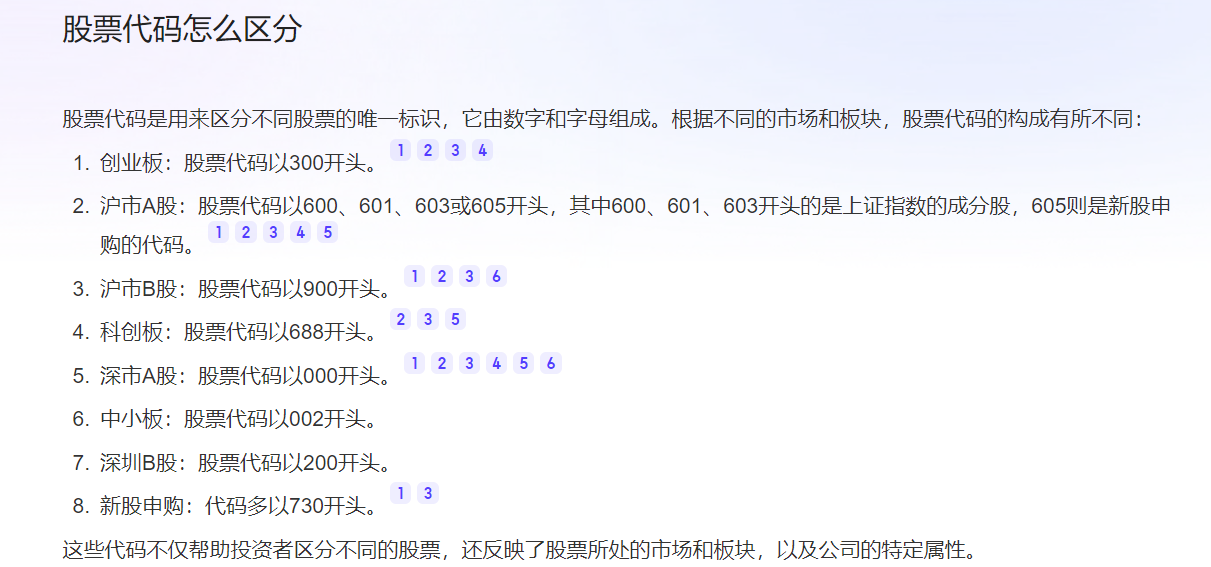 股票代码怎么区分
股票代码是用来区分不同股票的唯一标识，它由数字和字母组成。根据不同的市场和板块，股票代码的构成有所不同：
1. 创业板：股票代码以300开头。 1 2 3 4
2. 沪市A股：股票代码以600、601、603或605开头，其中600、601、603开头的是上证指数的成分股，605则是新股申
购的代码。 1 2 3 4 5
3. 沪市B股：股票代码以900开头。 1 2 3 6
4. 科创板：股票代码以688开头。 2 3 5
5. 深市A股：股票代码以000开头。 1 2 3 4 5 6
6. 中小板：股票代码以002开头。
7. 深圳B股：股票代码以200开头。
8. 新股申购：代码多以730开头。 1 3
这些代码不仅帮助投资者区分不同的股票，还反映了股票所处的市场和板块，以及公司的特定属性。